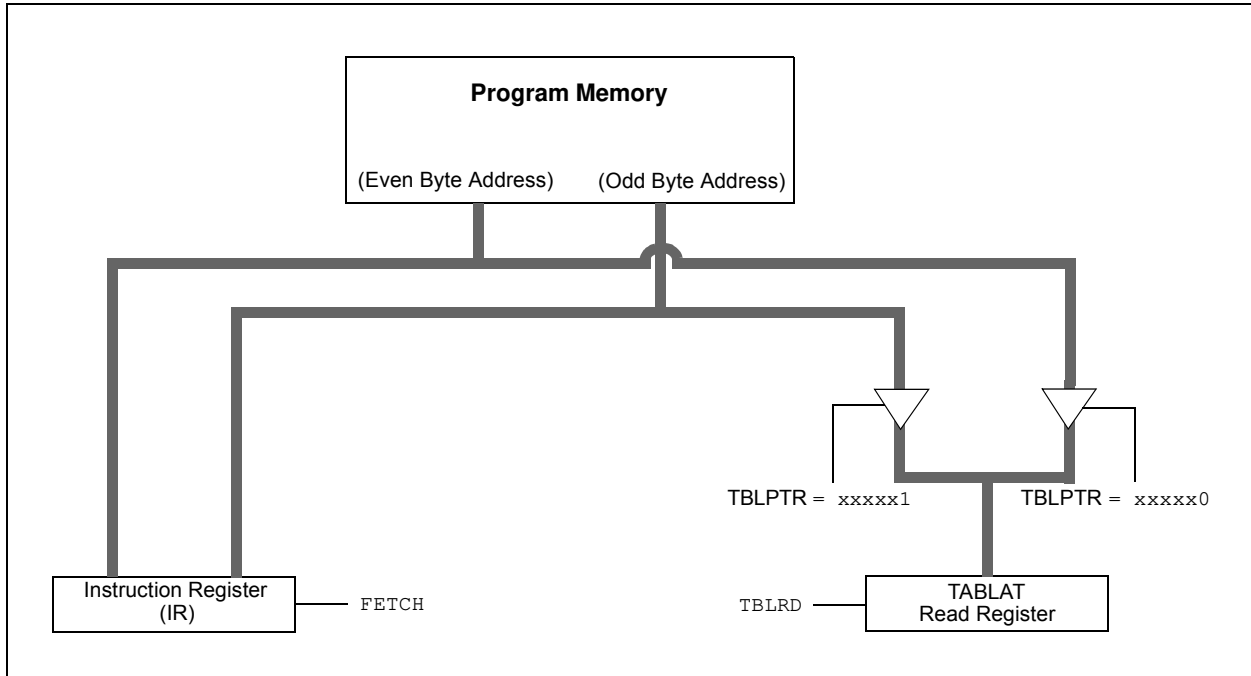 Program Memory
(Even Byte Address) (Odd Byte Address)
TBLPTR = xxxxx1 TBLPTR = xxxxx0
Instruction Register
(IR)
FETCH
TBLRD
TABLAT
Read Register